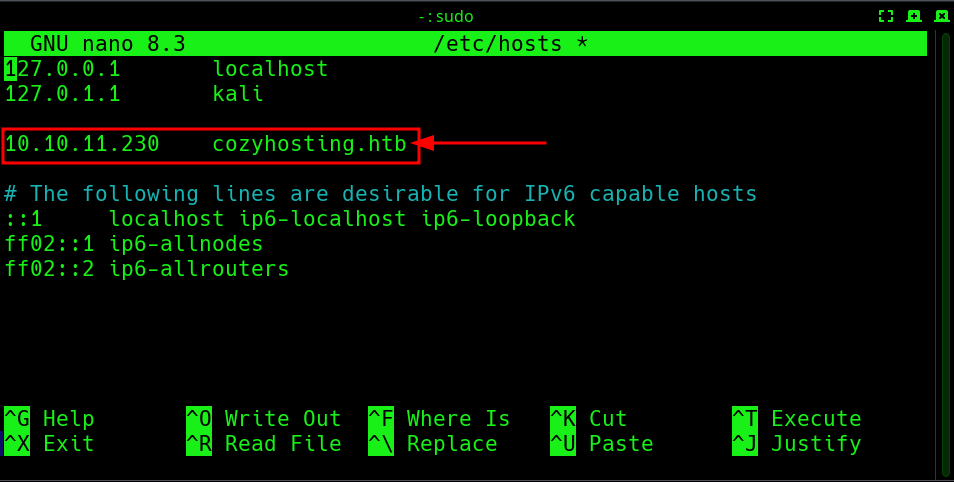 -:sudo
GNU nano 8.3 /etc/hosts *
127.0.0.1 localhost
127.0.1.1 kali
10.10.11.230 cozyhosting.htb
# The following lines are desirable for IPv6 capable hosts
::1 localhost ip6-localhost ip6-loopback
ff02::1 ip6-allnodes
ff02::2 ip6-allrouters
^G Help ^O Write Out ^F Where Is ^K Cut ^T Execute
^X Exit ^R Read File ^\ Replace ^U Paste ^J Justify